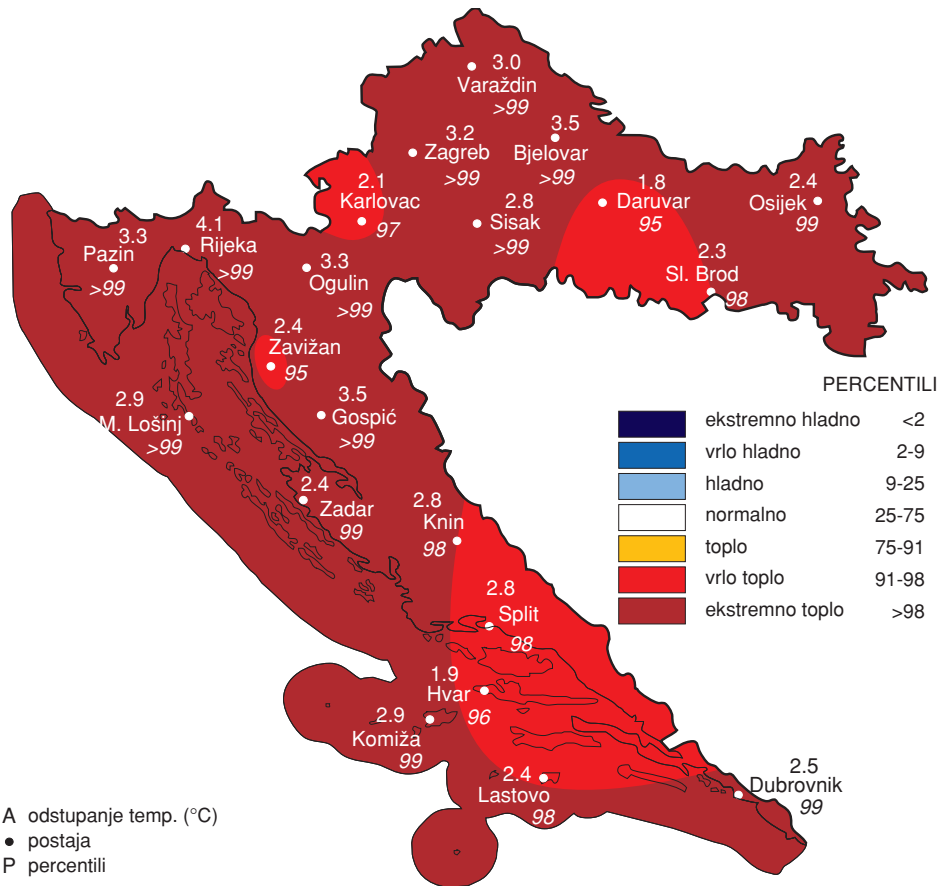 3.0
Varaždin
>99
3.2
Zagreb
>99
3.5
Bjelovar
>99
2.1
Karlovac
97
2.8
Sisak
>99
1.8
Daruvar
95
2.4
Osijek
99
2.3
Sl. Brod
98
3.3
Pazin
>99
4.1
Rijeka
>99
3.3
Ogulin
>99
2.4
Zavižan
95
2.9
M. Lošinj
>99
3.5
Gospić
>99
2.4
Zadar
99
2.8
Knin
98
2.8
Split
98
1.9
Hvar
96
2.9
Komiža
99
2.4
Lastovo
98
2.5
Dubrovnik
99
PERCENTILI
ekstremno hladno <2
vrlo hladno 2-9
hladno 9-25
normalno 25-75
toplo 75-91
vrlo toplo 91-98
ekstremno toplo >98
A odstupanje temp. (°C)
● postaja
P percentili